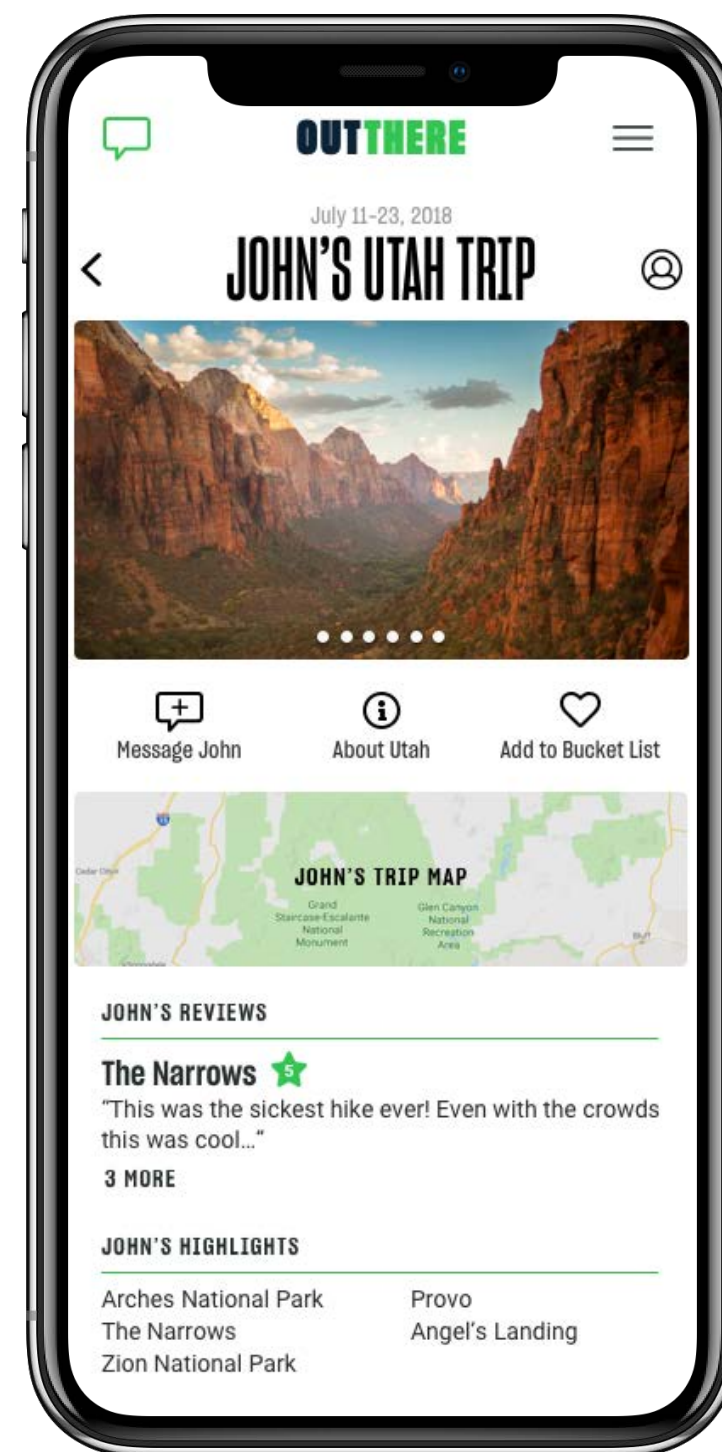 OUTTHERE
July 11-23, 2018
JOHN'S UTAH TRIP
Message John
About Utah
Add to Bucket List
JOHN'S TRIP MAP
Grand
Staircase-Escalante
National
Monument
Glen Canyon
National
Recreation
Area
Bluff
JOHN'S REVIEWS
The Narrows 5
“This was the sickest hike ever! Even with the crowds
this was cool...“
3 MORE
JOHN'S HIGHLIGHTS
Arches National Park
The Narrows
Zion National Park
Provo
Angel's Landing